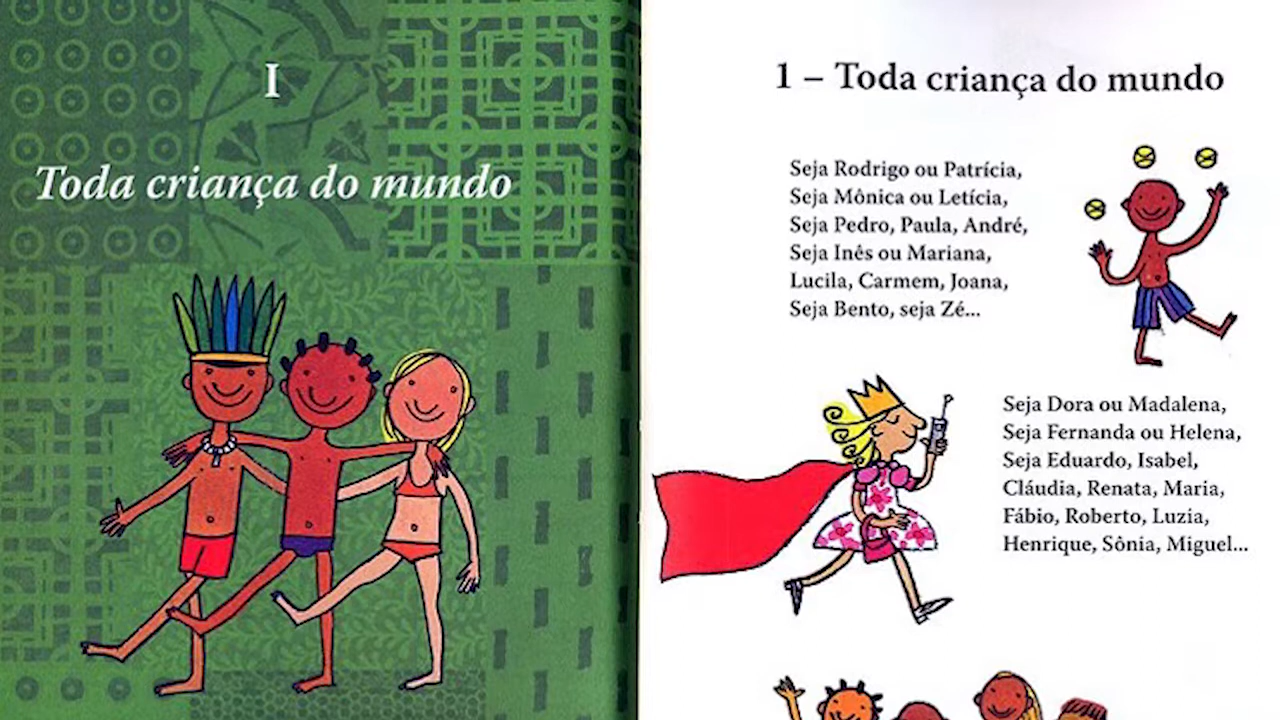 I
Toda criança do mundo
1 – Toda criança do mundo
Seja Rodrigo ou Patrícia,
Seja Mônica ou Letícia,
Seja Pedro, Paula, André,
Seja Inês ou Mariana,
Lucila, Carmem, Joana,
Seja Bento, seja Zé...
Seja Dora ou Madalena,
Seja Fernanda ou Helena,
Seja Eduardo, Isabel,
Cláudia, Renata, Maria,
Fábio, Roberto, Luzia,
Henrique, Sônia, Miguel...